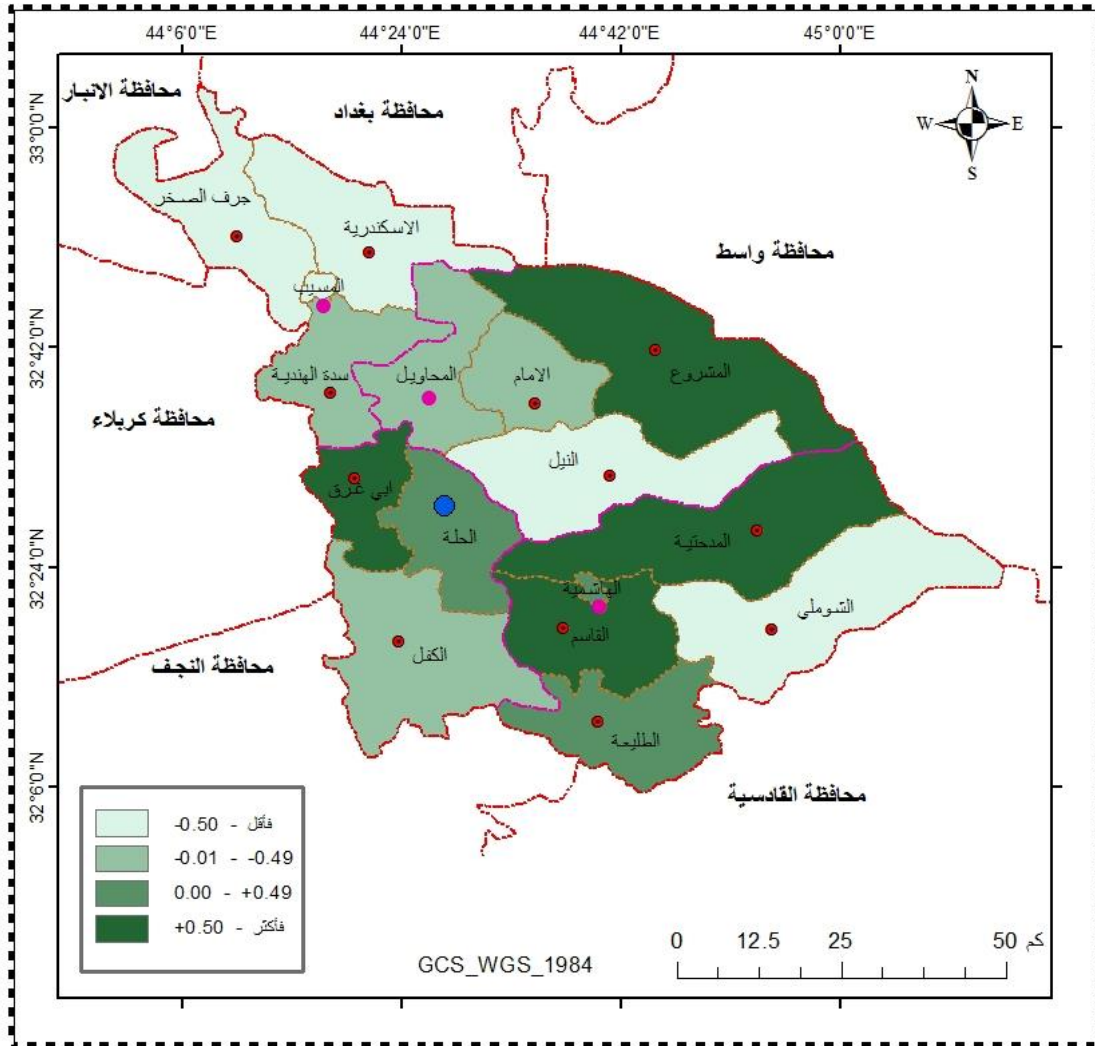 44°6'0"E 44°24'0"E 44°42'0"E 45°0'0"E
33°0'0"N
32°42'0"N
32°24'0"N
32°6'0"N
N
W E
S
محافظة الانبار
محافظة بغداد
محافظة واسط
جرف الصخر
الاسكندرية
المسيب
سدة الهندية
المحاويل
الامام
المشروع
محافظة كربلاء
النيل
ابي غرق
الحلة
المدحتية
الهاشمية
الشوملي
القاسم
الكفل
محافظة النجف
الطليعة
محافظة القادسية
-0.50 - فأقل
-0.01 - -0.49
0.00 - +0.49
+0.50 - فأكثر
0 12.5 25 50 كم
GCS_WGS_1984